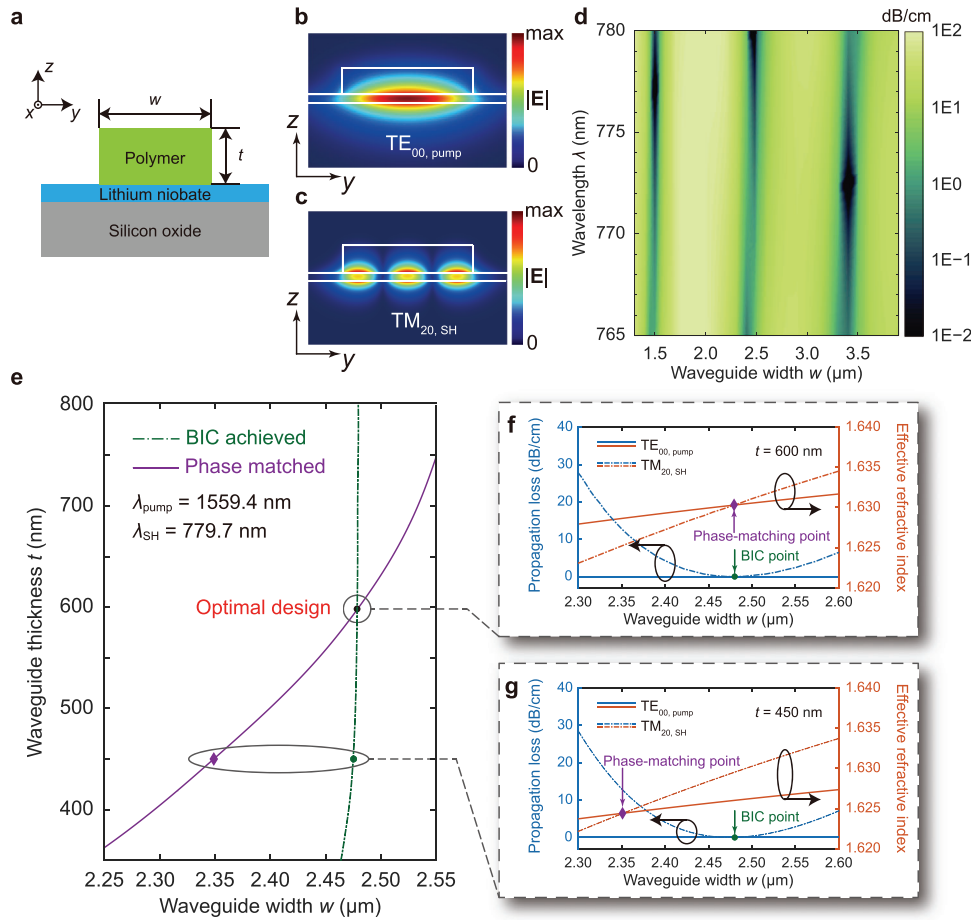 a
z
x
y
w
t
Polymer
Lithium niobate
Silicon oxide
b
max
|E|
0
TE00, pump
z
y
c
max
|E|
0
TM20, SH
z
y
d
dB/cm
780
775
770
765
Wavelength λ (nm)
1.5 2.0 2.5 3.0 3.5
Waveguide width w (µm)
1E2
1E1
1E0
1E−1
1E−2
e
800
700
600
500
400
Waveguide thickness t (nm)
BIC achieved
Phase matched
λpump = 1559.4 nm
λSH = 779.7 nm
Optimal design
2.25 2.30 2.35 2.40 2.45 2.50 2.55
Waveguide width w (µm)
f
40
30
20
10
0
Propagation loss (dB/cm)
TE00, pump
TM20, SH
t = 600 nm
Phase-matching point
BIC point
1.640
1.635
1.630
1.625
1.620
Effective refractive index
2.30 2.40 2.50 2.60
Waveguide width w (µm)
g
40
30
20
10
0
Propagation loss (dB/cm)
TE00, pump
TM20, SH
t = 450 nm
Phase-matching point
BIC point
1.640
1.635
1.630
1.625
1.620
Effective refractive index
2.30 2.35 2.40 2.45 2.50 2.55 2.60
Waveguide width w (µm)